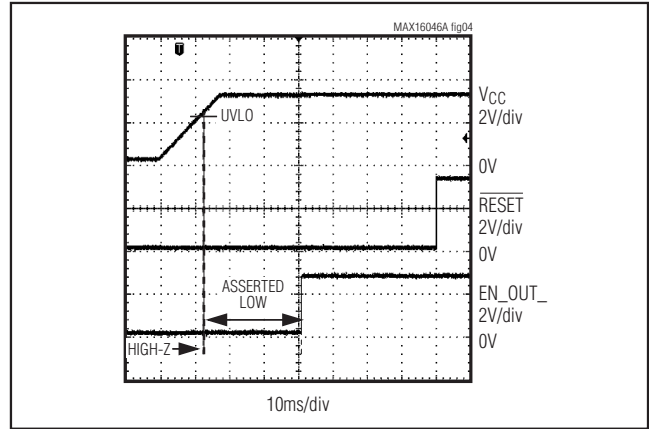 MAX16046A fig04
T
UVLO
VCC
2V/div
0V
RESET
2V/div
0V
ASSERTED
LOW
EN_OUT_
2V/div
0V
HIGH-Z
10ms/div